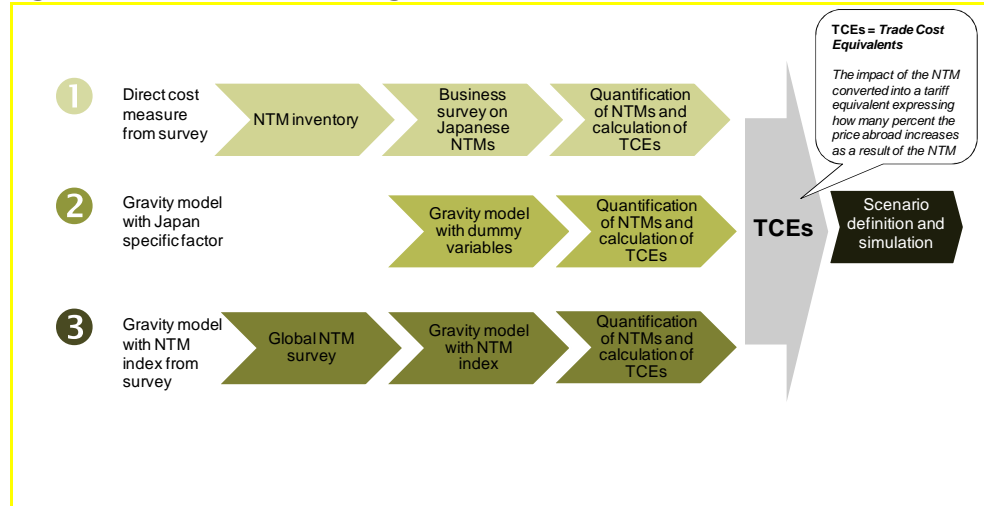 TCEs = Trade Cost
Equivalents
The impact of the NTM
converted into a tariff
equivalent expressing
how many percent the
price abroad increases
as a result of the NTM
1
Direct cost
measure
from survey
NTM inventory
Business
survey on
Japanese
NTMs
Quantification
of NTMs and
calculation of
TCEs
2
Gravity model
with Japan
specific factor
Gravity model
with dummy
variables
Quantification
of NTMs and
calculation of
TCEs
TCEs
Scenario
definition and
simulation
3
Gravity model
with NTM
index from
survey
Global NTM
survey
Gravity model
with NTM
index
Quantification
of NTMs and
calculation of
TCEs